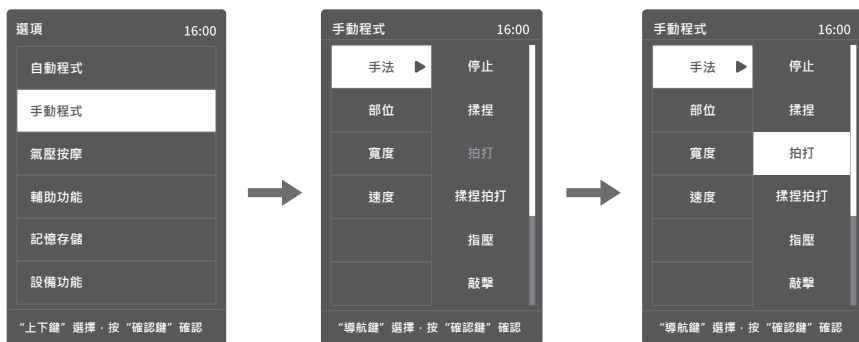 選項 16:00
自動程式
手動程式
氣壓按摩
輔助功能
記憶存儲
設備功能
“上下鍵”選擇，按“確認鍵”確認
手動程式 16:00
手法 ▶ 停止
部位 揉捏
寬度 拍打
速度 揉捏拍打
指壓
敲擊
“導航鍵”選擇，按“確認鍵”確認
手動程式 16:00
手法 ▶ 停止
部位 揉捏
寬度 拍打
速度 揉捏拍打
指壓
敲擊
“導航鍵”選擇，按“確認鍵”確認